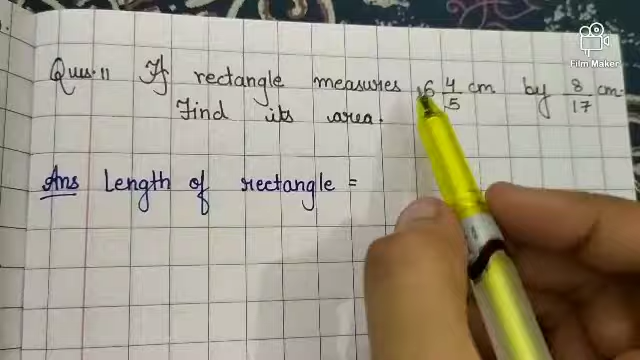 Film Maker
Ques.11 If rectangle measures 6 4/5 cm by 8/17 cm.
Find its area.
Ans Length of rectangle =